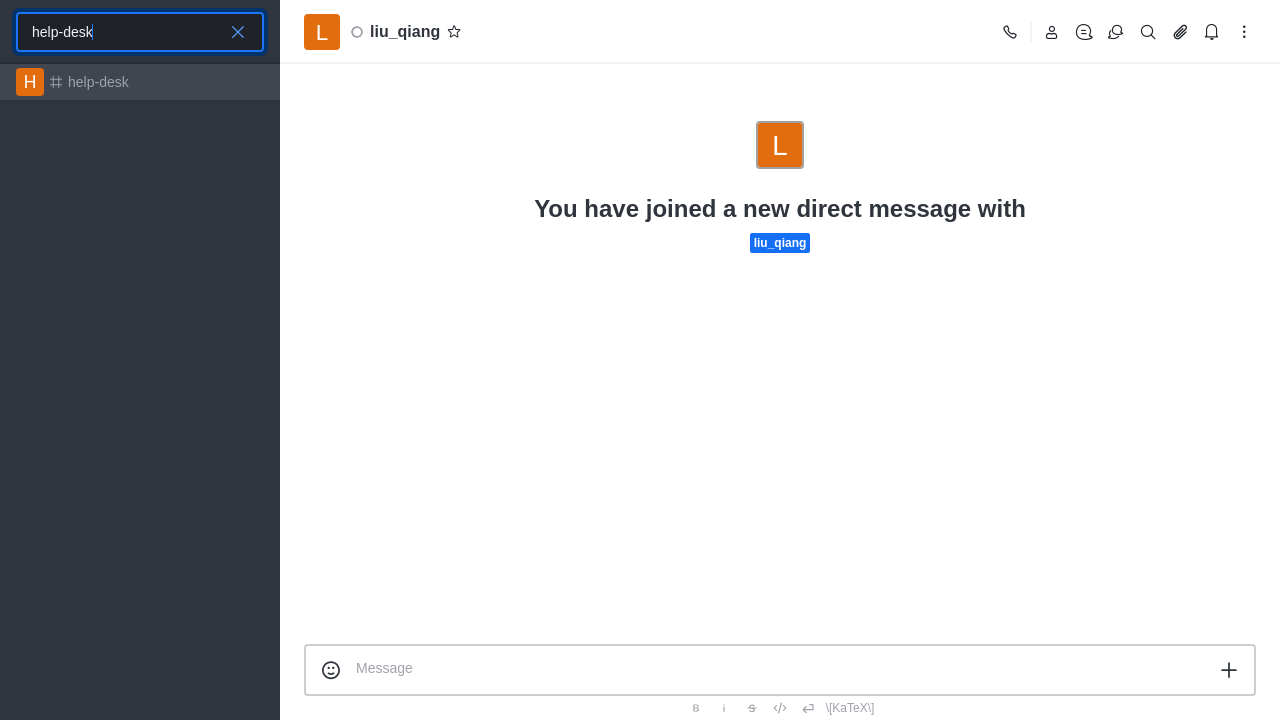 help-desk
H help-desk
L liu_qiang
L
You have joined a new direct message with
liu_qiang
Message
B i S \[KaTeX\]